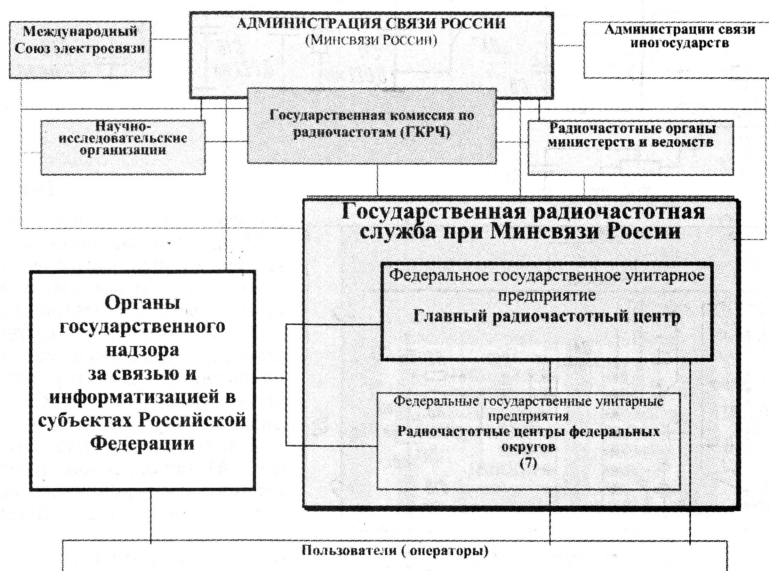 Международный
Союз электросвязи
АДМИНИСТРАЦИЯ СВЯЗИ РОССИИ
(Минсвязи России)
Администрации связи
иногосударств
Государственная комиссия по
радиочастотам (ГКРЧ)
Научно-
исследовательские
организации
Радиочастотные органы
министерств и ведомств
Государственная радиочастотная
служба при Минсвязи России
Федеральное государственное унитарное
предприятие
Главный радиочастотный центр
Органы
государственного
надзора
за связью и
информатизацией в
субъектах Российской
Федерации
Федеральные государственные унитарные
предприятия
Радиочастотные центры федеральных
округов
(7)
Пользователи ( операторы)